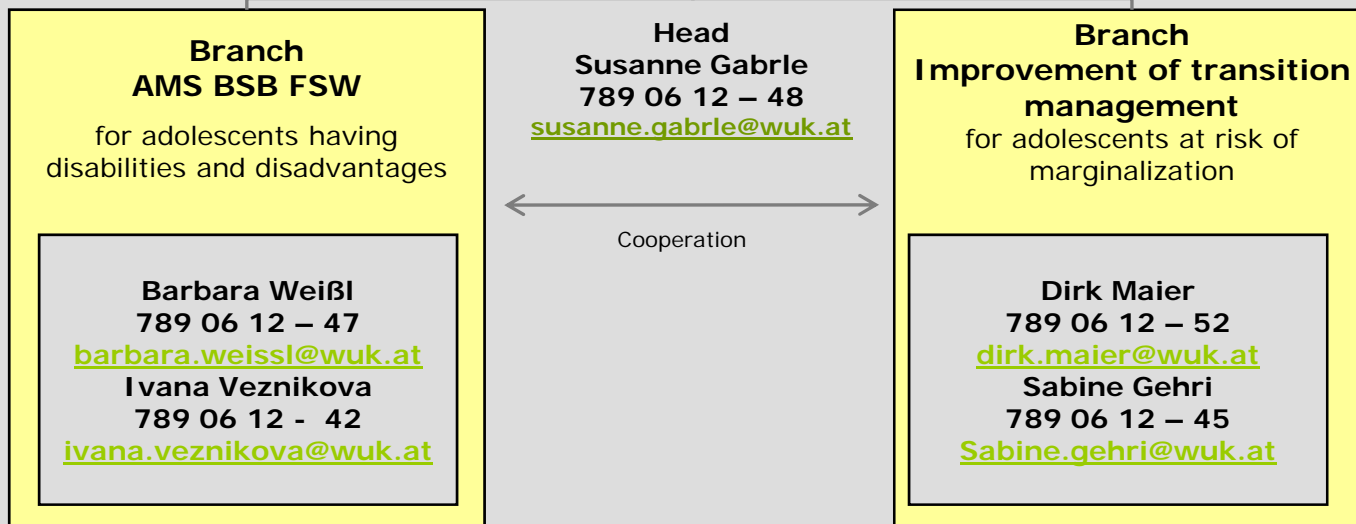 Branch
AMS BSB FSW
for adolescents having
disabilities and disadvantages
Barbara Weißl
789 06 12 – 47
barbara.weissl@wuk.at
Ivana Veznikova
789 06 12 -  42
ivana.veznikova@wuk.at
Head
Susanne Gabrle
789 06 12 – 48
susanne.gabrle@wuk.at
Cooperation
Branch
Improvement of transition
management
for adolescents at risk of
marginalization
Dirk Maier
789 06 12 – 52
dirk.maier@wuk.at
Sabine Gehri
789 06 12 – 45
Sabine.gehri@wuk.at